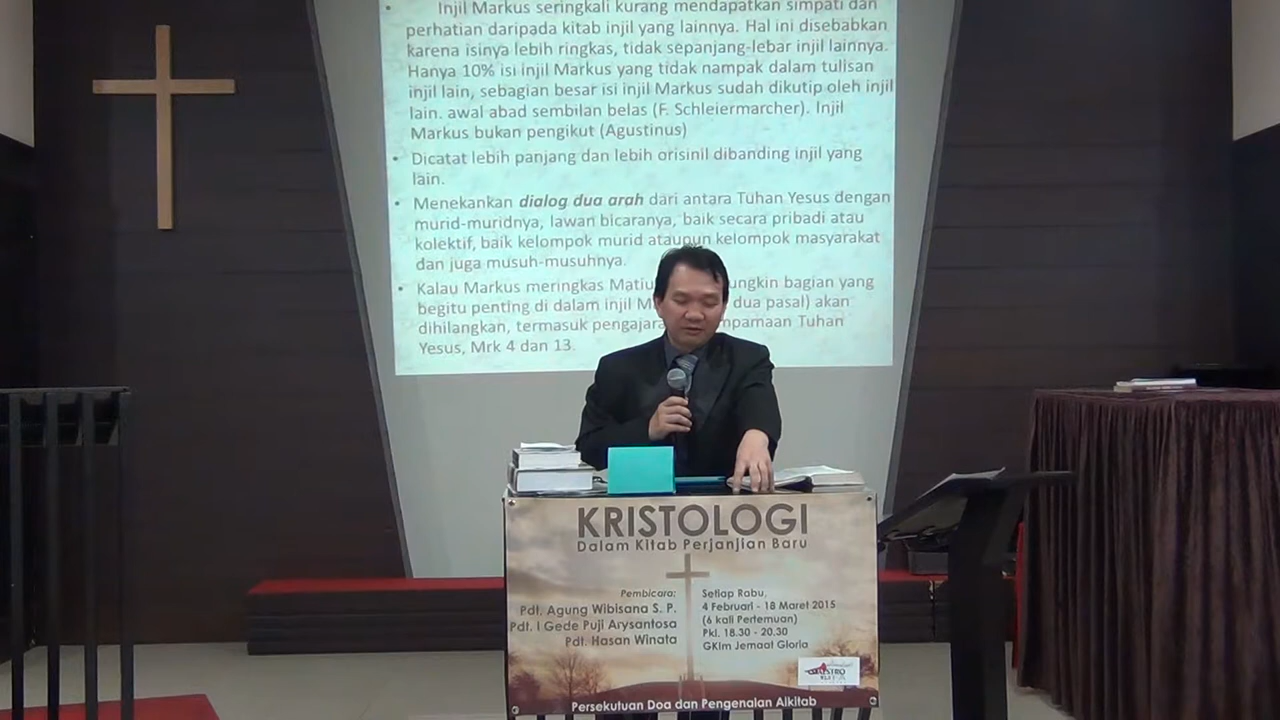 • Injil Markus seringkali kurang mendapatkan simpati dan
perhatian daripada kitab injil yang lainnya. Hal ini disebabkan
karena isinya lebih ringkas, tidak sepanjang-lebar injil lainnya.
Hanya 10% isi injil Markus yang tidak nampak dalam tulisan
injil lain, sebagian besar isi injil Markus sudah dikutip oleh injil
lain. awal abad sembilan belas (F. Schleiermarcher). Injil
Markus bukan pengikut (Agustinus)
• Dicatat lebih panjang dan lebih orisinil dibanding injil yang
lain.
• Menekankan dialog dua arah dari antara Tuhan Yesus dengan
murid-muridnya, lawan bicaranya, baik secara pribadi atau
kolektif, baik kelompok murid ataupun kelompok masyarakat
dan juga musuh-musuhnya.
• Kalau Markus meringkas bagian yang
begitu penting di dalam injil dua pasal) akan
dihilangkan, termasuk Tuhan
Yesus, Mrk 4 dan 13.
KRISTOLOGI
Dalam Kitab Perjanjian Baru
Pembicara:
Pdt. Agung Wibisana S. P.
Pdt. I Gede Puji Arysantosa
Pdt. Hasan Winata
Setiap Rabu,
4 Februari - 18 Maret 2015
(6 kali Pertemuan)
Pkl. 18.30 - 20.30
GKIm Jemaat Gloria
Persekutuan Doa dan Pengenalan Alkitab